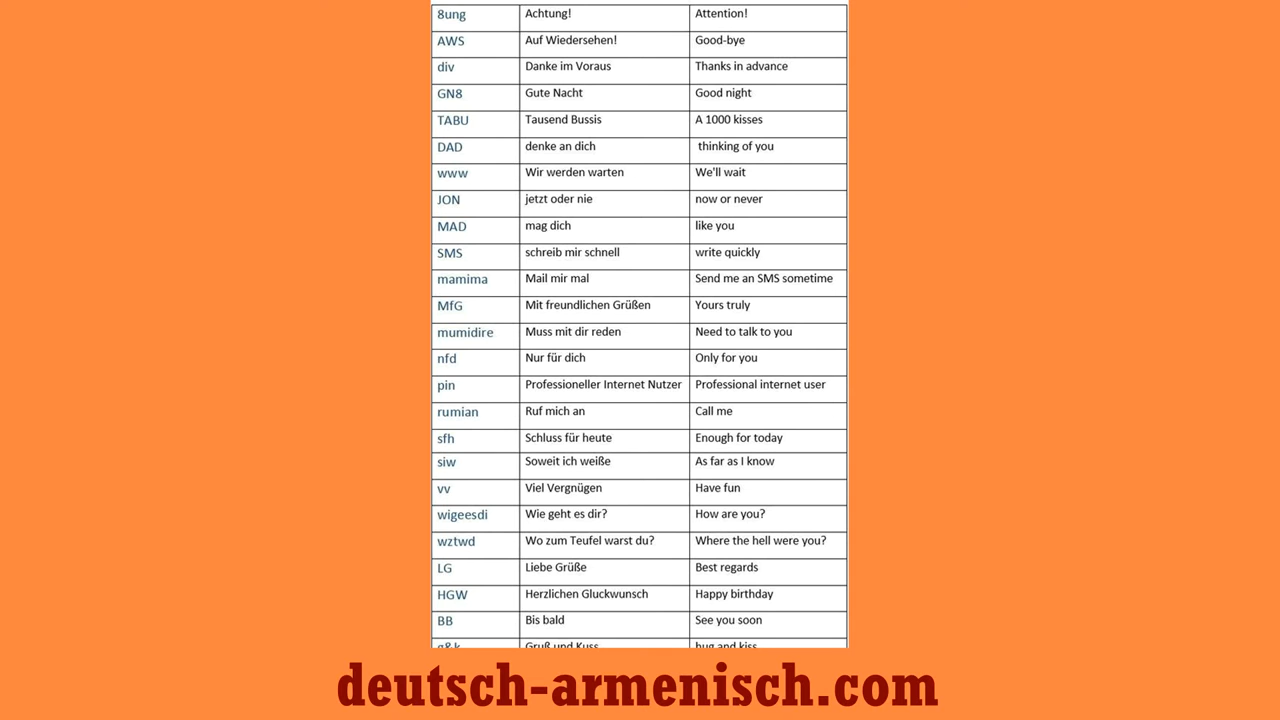 8ung Achtung! Attention!
AWS Auf Wiedersehen! Good-bye
div Danke im Voraus Thanks in advance
GN8 Gute Nacht Good night
TABU Tausend Bussis A 1000 kisses
DAD denke an dich thinking of you
www Wir werden warten We'll wait
JON jetzt oder nie now or never
MAD mag dich like you
SMS schreib mir schnell write quickly
mamima Mail mir mal Send me an SMS sometime
MfG Mit freundlichen Grüßen Yours truly
mumidire Muss mit dir reden Need to talk to you
nfd Nur für dich Only for you
pin Professioneller Internet Nutzer Professional internet user
rumian Ruf mich an Call me
sfh Schluss für heute Enough for today
siw Soweit ich weiße As far as I know
vv Viel Vergnügen Have fun
wigeesdi Wie geht es dir? How are you?
wztwd Wo zum Teufel warst du? Where the hell were you?
LG Liebe Grüße Best regards
HGW Herzlichen Gluckwunsch Happy birthday
BB Bis bald See you soon
g&k Gruß und Kuss hug and kiss
deutsch-armenisch.com